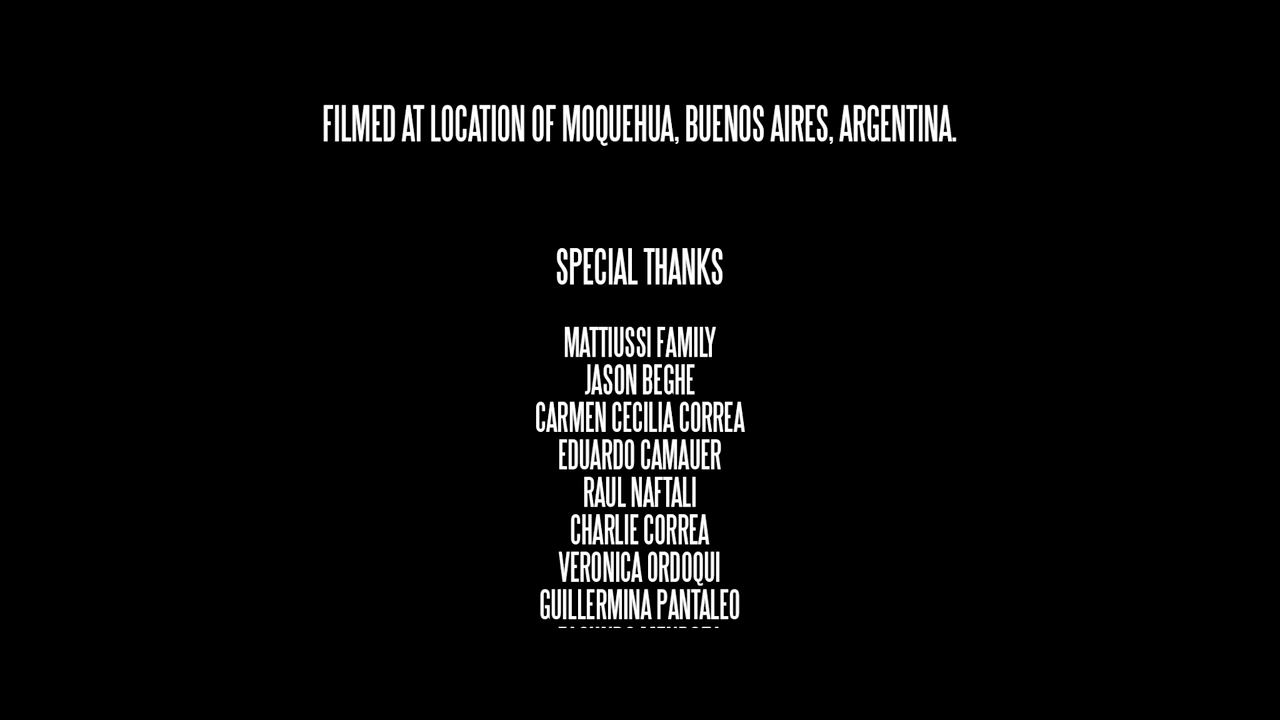 FILMED AT LOCATION OF MOQUEHUA, BUENOS AIRES, ARGENTINA.
SPECIAL THANKS
MATTIUSSI FAMILY
JASON BEGHE
CARMEN CECILIA CORREA
EDUARDO CAMAUER
RAUL NAFTALI
CHARLIE CORREA
VERONICA ORDOQUI
GUILLERMINA PANTALEO